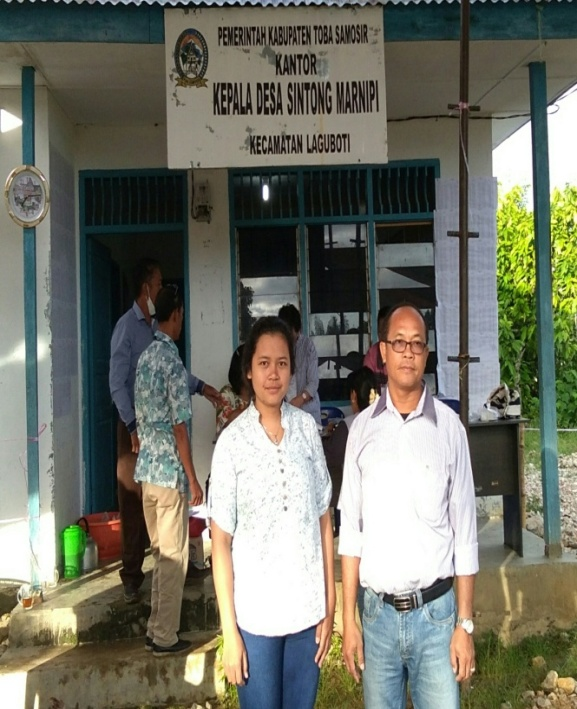 PEMERINTAH KABUPATEN TOBA SAMOSIR
KANTOR
KEPALA DESA SINTONG MARNIPI
KECAMATAN LAGUBOTI